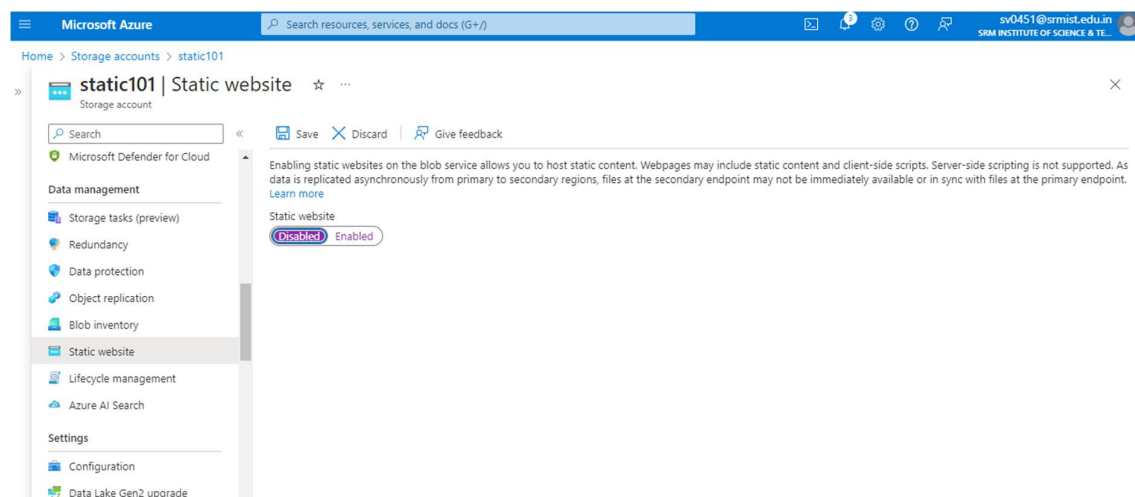 Microsoft Azure
Search resources, services, and docs (G+/)
3
sv0451@srmist.edu.in
SRM INSTITUTE OF SCIENCE & TE...
Home > Storage accounts > static101
static101 | Static website
Storage account
Search
Save
Discard
Give feedback
Microsoft Defender for Cloud
Data management
Storage tasks (preview)
Redundancy
Data protection
Object replication
Blob inventory
Static website
Lifecycle management
Azure AI Search
Settings
Configuration
Data Lake Gen2 upgrade
Enabling static websites on the blob service allows you to host static content. Webpages may include static content and client-side scripts. Server-side scripting is not supported. As
data is replicated asynchronously from primary to secondary regions, files at the secondary endpoint may not be immediately available or in sync with files at the primary endpoint.
Learn more
Static website
Disabled Enabled